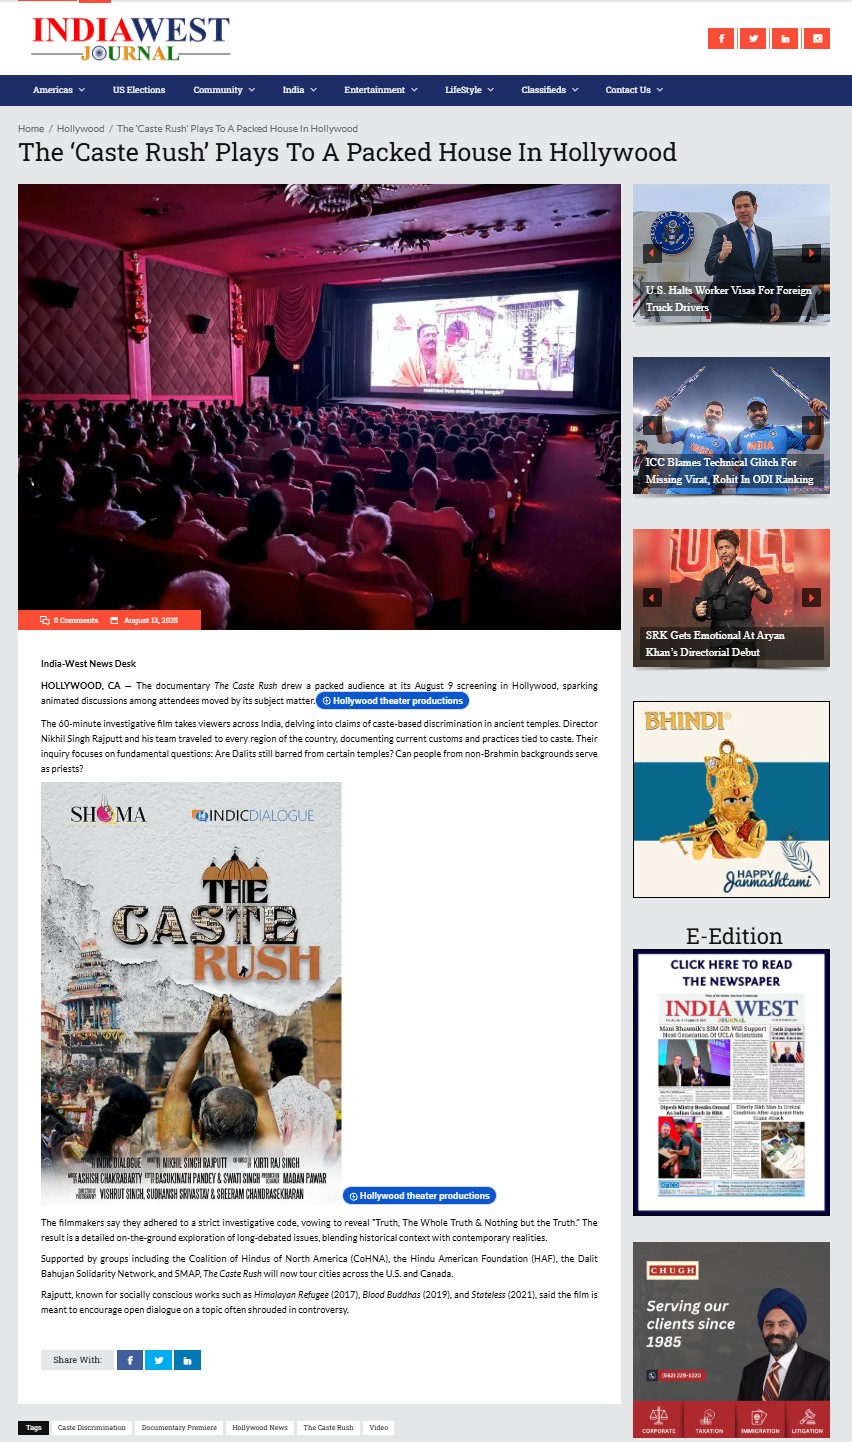 INDIAWEST
JOURNAL
Americas
US Elections
Community
India
Entertainment
LifeStyle
Classifieds
Contact Us
Home / Hollywood / The ‘Caste Rush’ Plays To A Packed House In Hollywood
The ‘Caste Rush’ Plays To A Packed House In Hollywood
0 Comments
August 13, 2025
India-West News Desk
HOLLYWOOD, CA — The documentary The Caste Rush drew a packed audience at its August 9 screening in Hollywood, sparking
animated discussions among attendees moved by its subject matter. Hollywood theater productions
The 60-minute investigative film takes viewers across India, delving into claims of caste-based discrimination in ancient temples. Director
Nikhil Singh Rajputt and his team traveled to every region of the country, documenting current customs and practices tied to caste. Their
inquiry focuses on fundamental questions: Are Dalits still barred from certain temples? Can people from non-Brahmin backgrounds serve
as priests?
SHOMA
INDICDIALOGUE
THE
CASTE
RUSH
INDIC DIALOGUE NIKHIL SINGH RAJPUTT KIRTI RAJ SINGH
ASHISH CHAKRABARTY BASUKINATH PANDEY & SWATI SINGH MADAN PAWAR
VISHRUT SINGH, SUDHANSH SRIVASTAV & SREERAM CHANDRASEKHARAN
Hollywood theater productions
The filmmakers say they adhered to a strict investigative code, vowing to reveal “Truth, The Whole Truth & Nothing but the Truth.” The
result is a detailed on-the-ground exploration of long-debated issues, blending historical context with contemporary realities.
Supported by groups including the Coalition of Hindus of North America (CoHNA), the Hindu American Foundation (HAF), the Dalit
Bahujan Solidarity Network, and SMAP, The Caste Rush will now tour cities across the U.S. and Canada.
Rajputt, known for socially conscious works such as Himalayan Refugee (2017), Blood Buddhas (2019), and Stateless (2021), said the film is
meant to encourage open dialogue on a topic often shrouded in controversy.
Share With:
Tags
Caste Discrimination
Documentary Premiere
Hollywood News
The Caste Rush
Video
U.S. Halts Worker Visas For Foreign
Truck Drivers
INDIA
ICC Blames Technical Glitch For
Missing Virat, Rohit In ODI Ranking
SRK Gets Emotional At Aryan
Khan’s Directorial Debut
BHINDI
HAPPY
Janmashtami
E-Edition
CLICK HERE TO READ
THE NEWSPAPER
INDIA WEST
JOURNAL
Mani Bhaumik's $3M Gift Will Support
Next Generation Of UCLA Scientists
Dipesh Mistry Breaks Ground
As Indian Coach In NBA
Elderly Sikh Man In Critical
Condition After Apparent Hate
Crime Attack
CHUGH
Serving our
clients since
1985
(562) 229-1220
CORPORATE
TAXATION
IMMIGRATION
LITIGATION